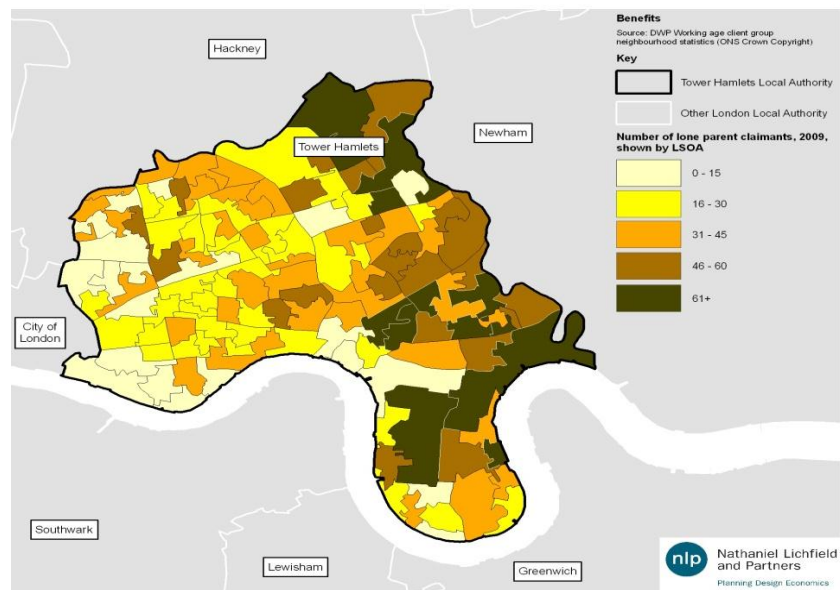 Hackney
Newham
Tower Hamlets
City of
London
Southwark
Lewisham
Greenwich
Benefits
Source: DWP Working age client group
neighbourhood statistics (ONS Crown Copyright)
Key
Tower Hamlets Local Authority
Other London Local Authority
Number of lone parent claimants, 2009,
shown by LSOA
0 - 15
16 - 30
31 - 45
46 - 60
61+
nlp
Nathaniel Lichfield
and Partners
Planning Design Economics